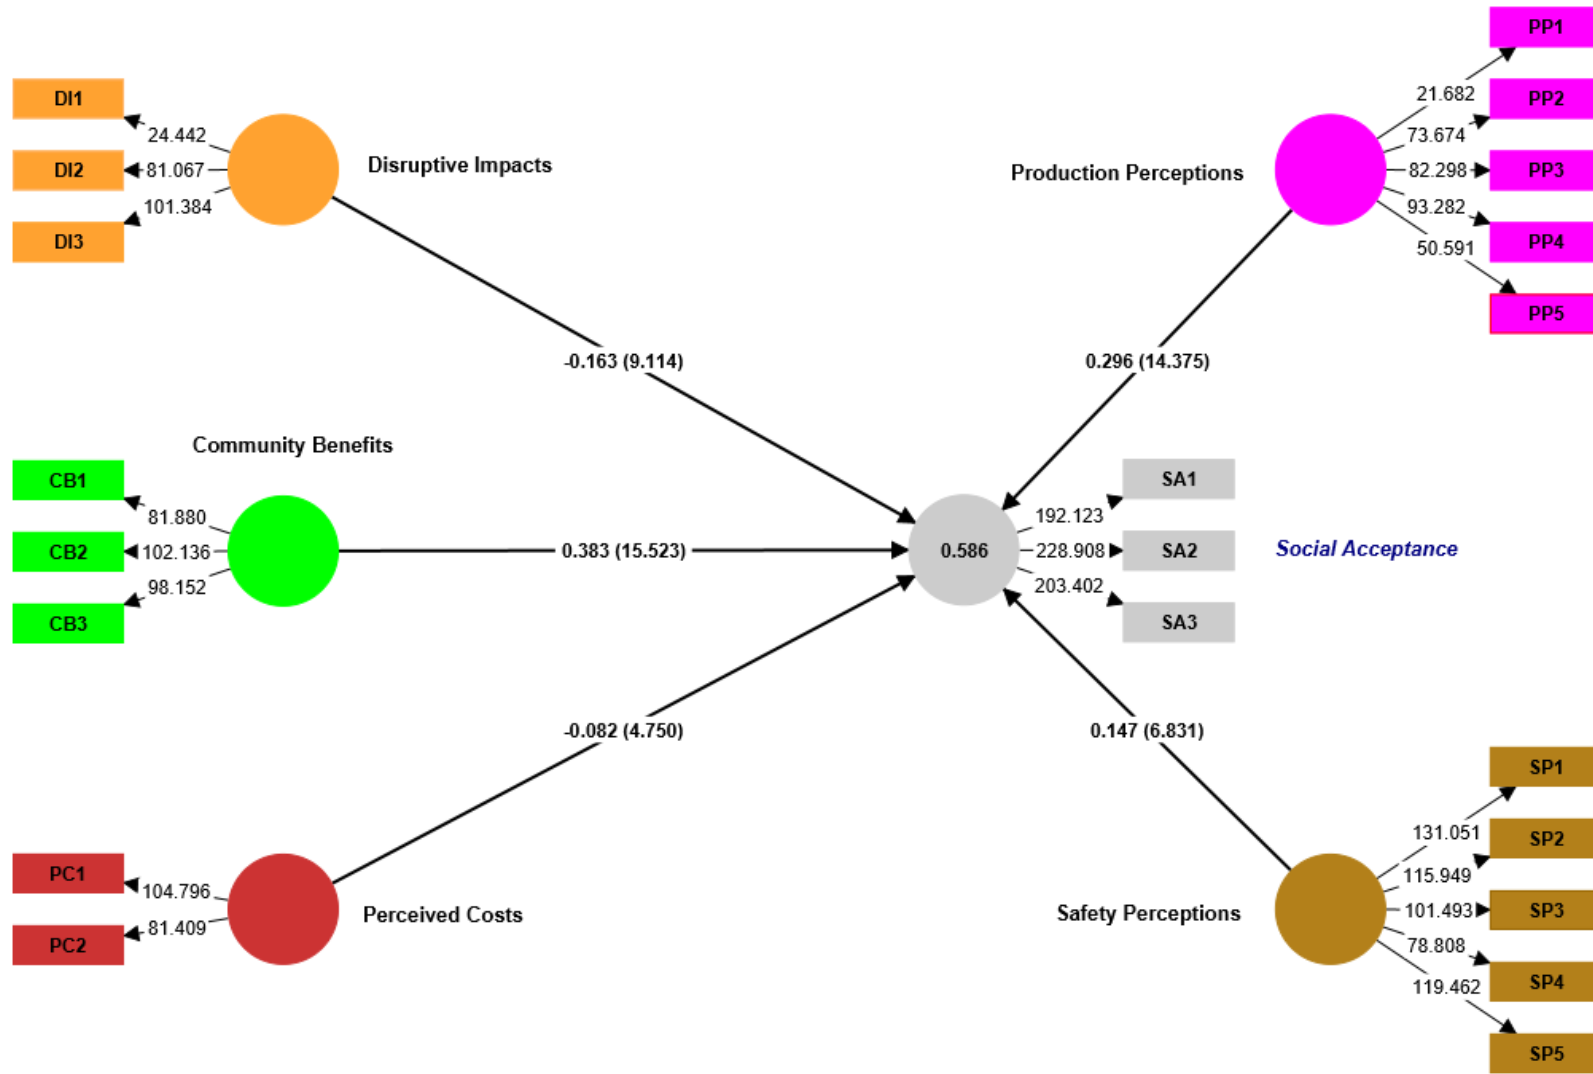 PP1
DI1
21.682
PP2
24.442
73.674
DI2
81.067
Disruptive Impacts
Production Perceptions
82.298
PP3
101.384
93.282
DI3
PP4
50.591
PP5
-0.163 (9.114)
0.296 (14.375)
Community Benefits
CB1
SA1
81.880
192.123
CB2
102.136
0.383 (15.523)
0.586
228.908
SA2
Social Acceptance
98.152
203.402
CB3
SA3
-0.082 (4.750)
0.147 (6.831)
SP1
131.051
SP2
PC1
104.796
115.949
Perceived Costs
Safety Perceptions
101.493
SP3
81.409
PC2
78.808
SP4
119.462
SP5